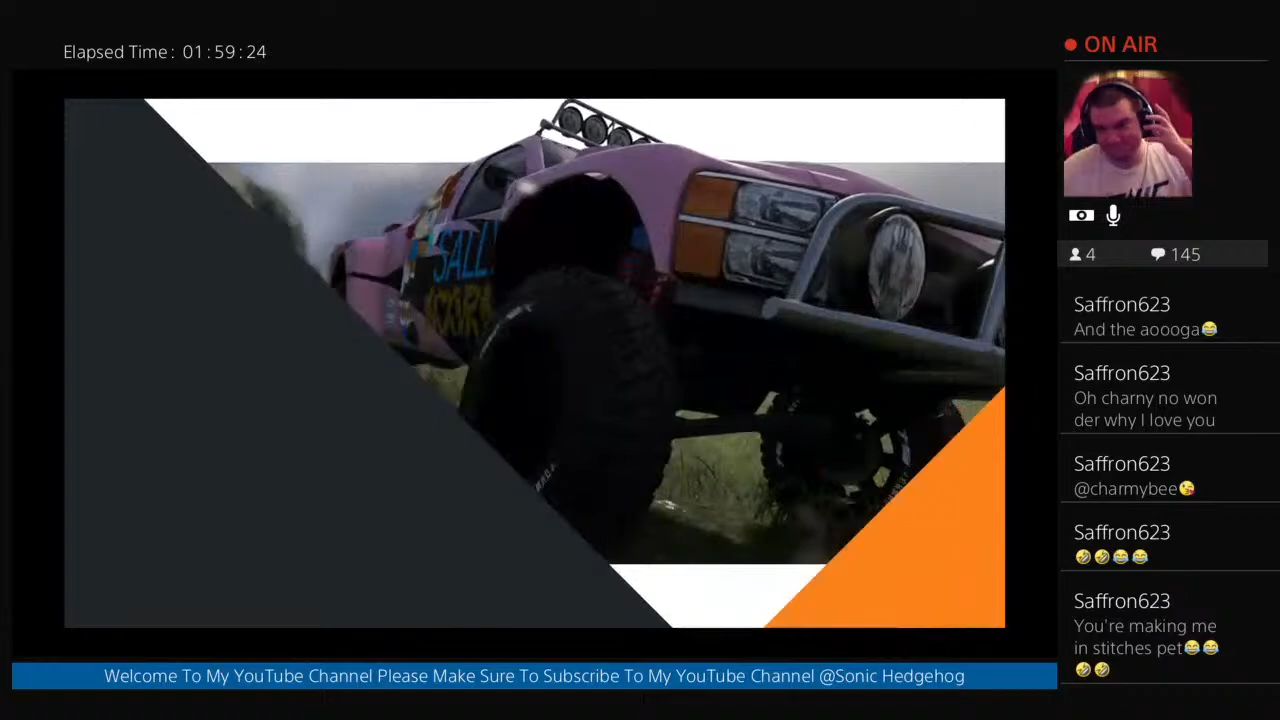 Elapsed Time: 01:59:24
ON AIR
4
145
Saffron623
And the aoooga😂
Saffron623
Oh charny no won
der why I love you
Saffron623
@charmybee😘
Saffron623
🤣🤣😂😂
Saffron623
You're making me
in stitches pet😂😂
🤣🤣
SALL
Welcome To My YouTube Channel Please Make Sure To Subscribe To My YouTube Channel @Sonic Hedgehog